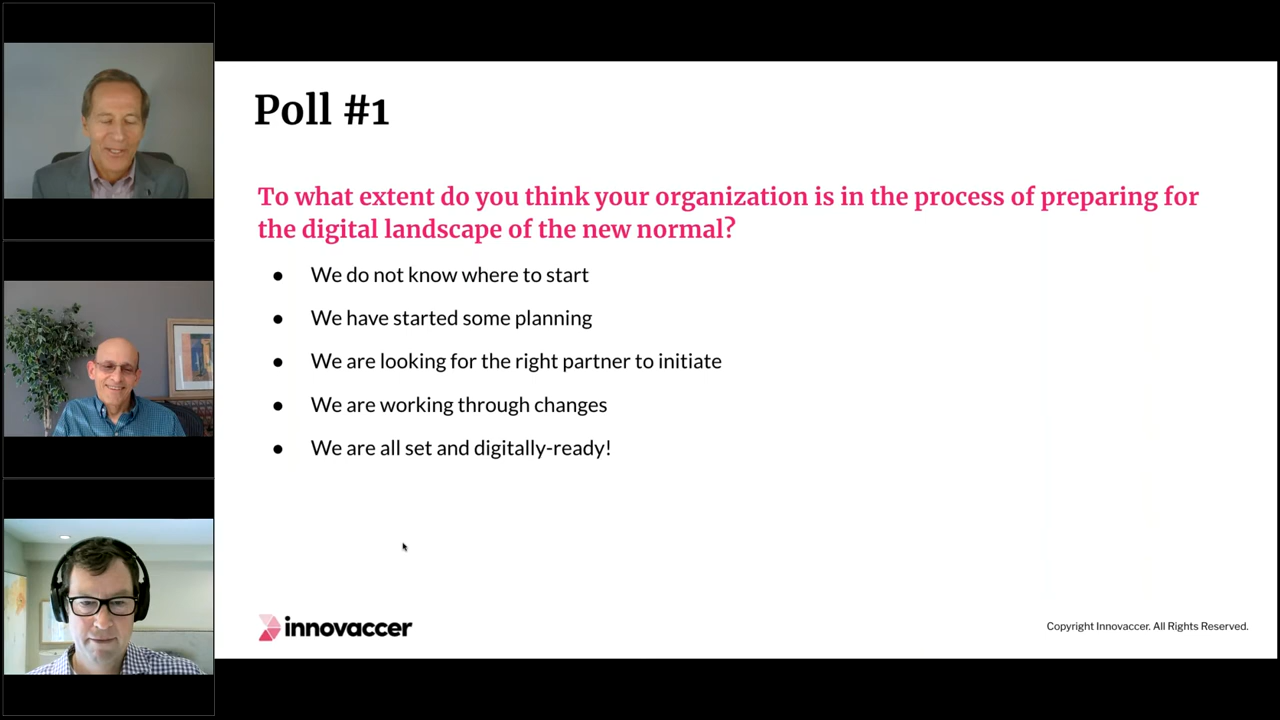 Poll #1
To what extent do you think your organization is in the process of preparing for
the digital landscape of the new normal?
● We do not know where to start
● We have started some planning
● We are looking for the right partner to initiate
● We are working through changes
● We are all set and digitally-ready!
innovaccer
Copyright Innovaccer. All Rights Reserved.